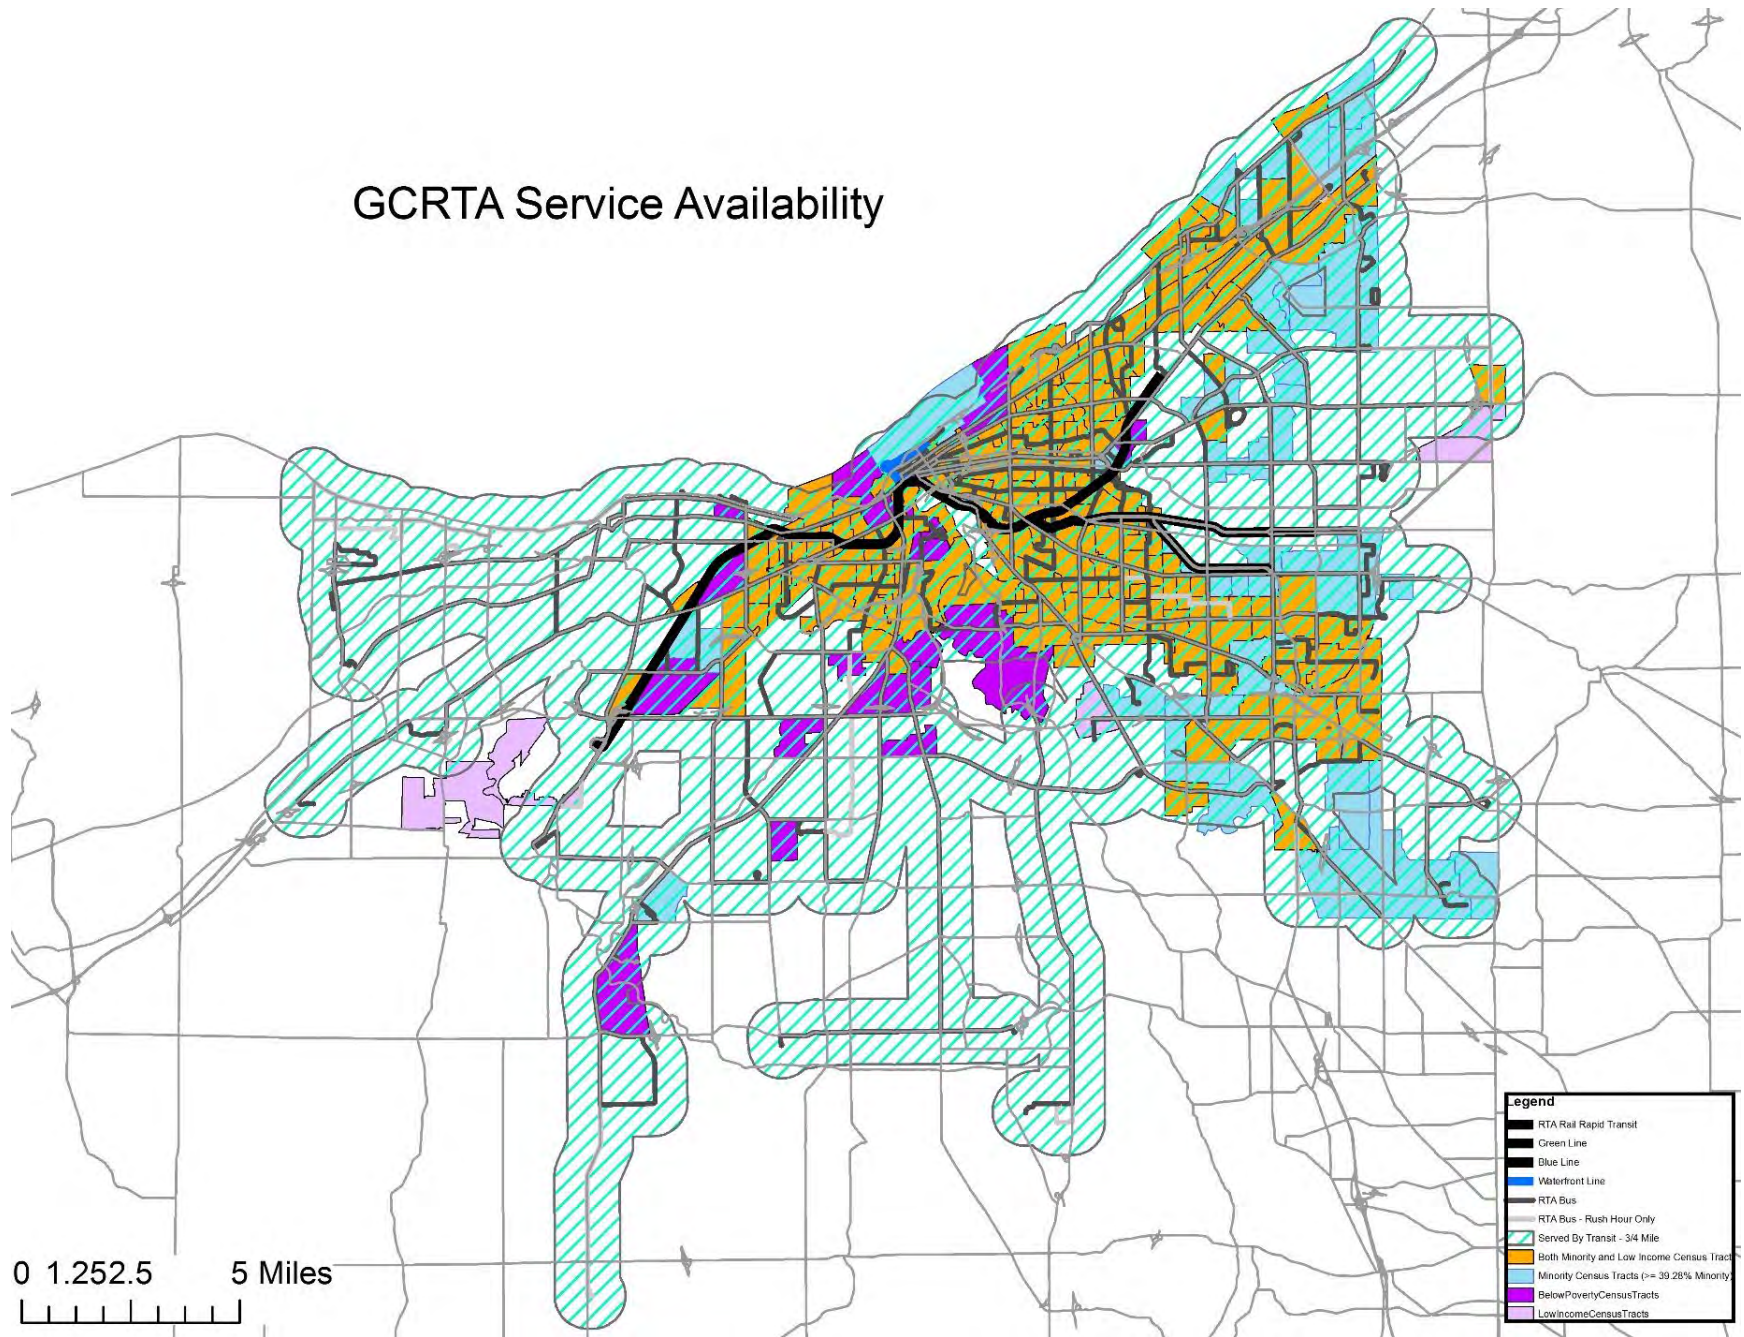 GCRTA Service Availability
Legend
RTA Rail Rapid Transit
Green Line
Blue Line
Waterfront Line
RTA Bus
RTA Bus - Rush Hour Only
Served By Transit - 3/4 Mile
Both Minority and Low Income Census Tract
Minority Census Tracts (>= 39.28% Minority)
BelowPovertyCensusTracts
LowIncomeCensusTracts
0 1.252.5 5 Miles